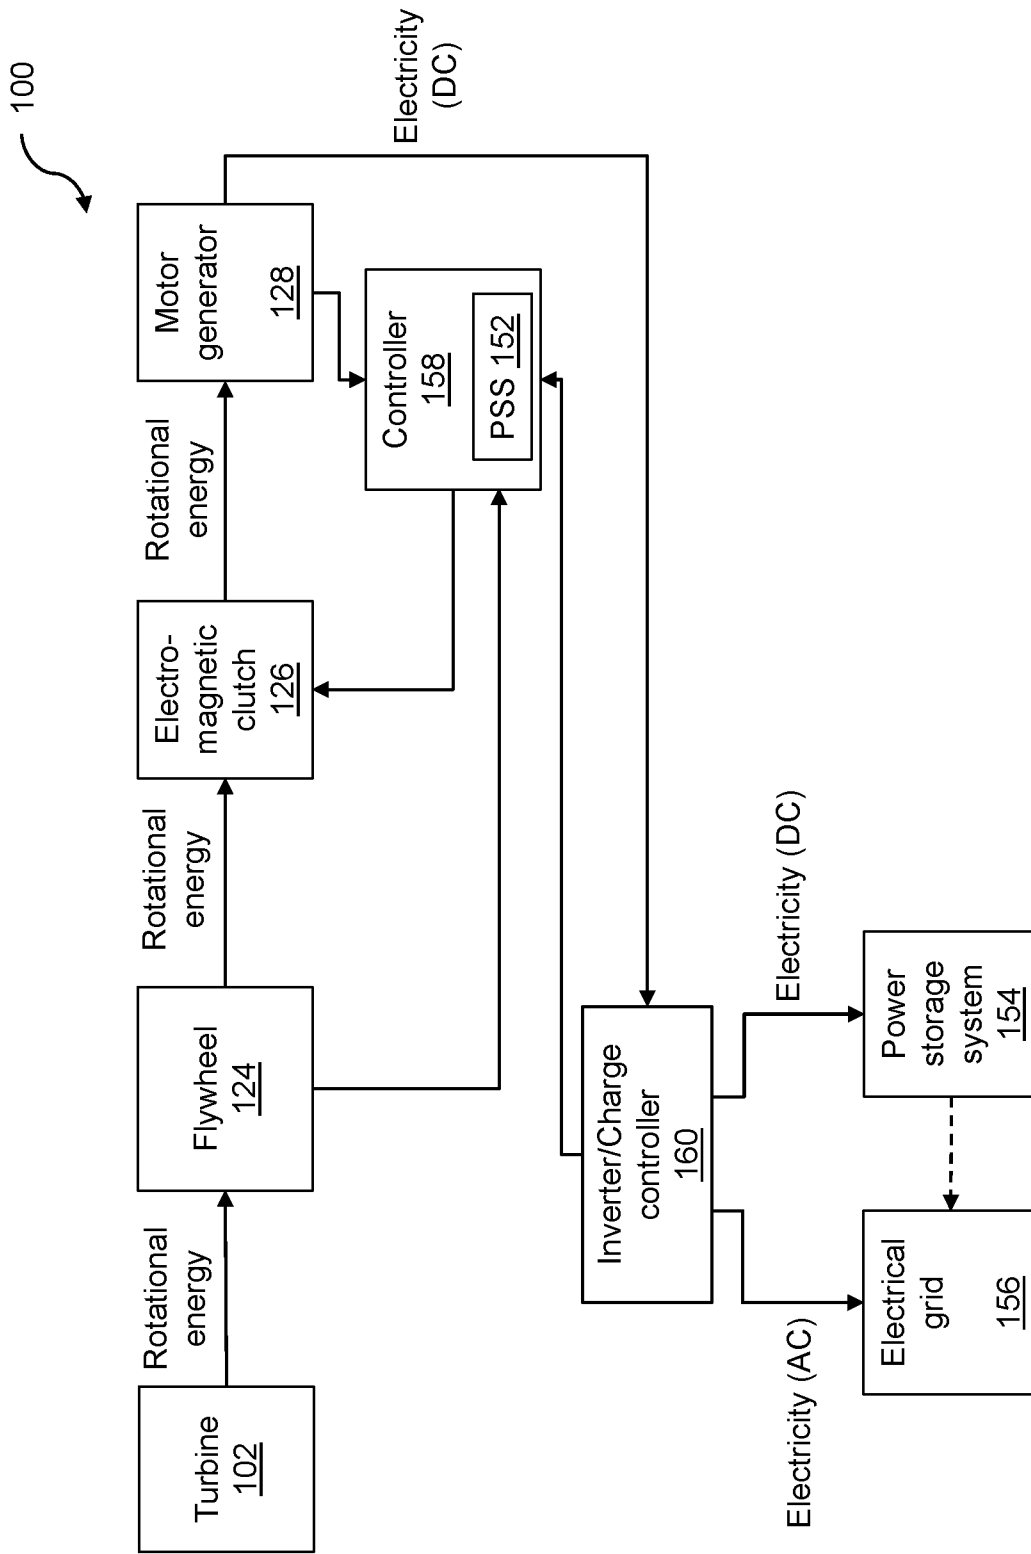 100
Turbine
102
Rotational
energy
Flywheel
124
Rotational
energy
Electro-
magnetic
clutch
126
Rotational
energy
Motor
generator
128
Electricity
(DC)
Controller
158
PSS 152
Inverter/Charge
controller
160
Electricity (AC)
Electricity (DC)
Electrical
grid
156
Power
storage
system
154